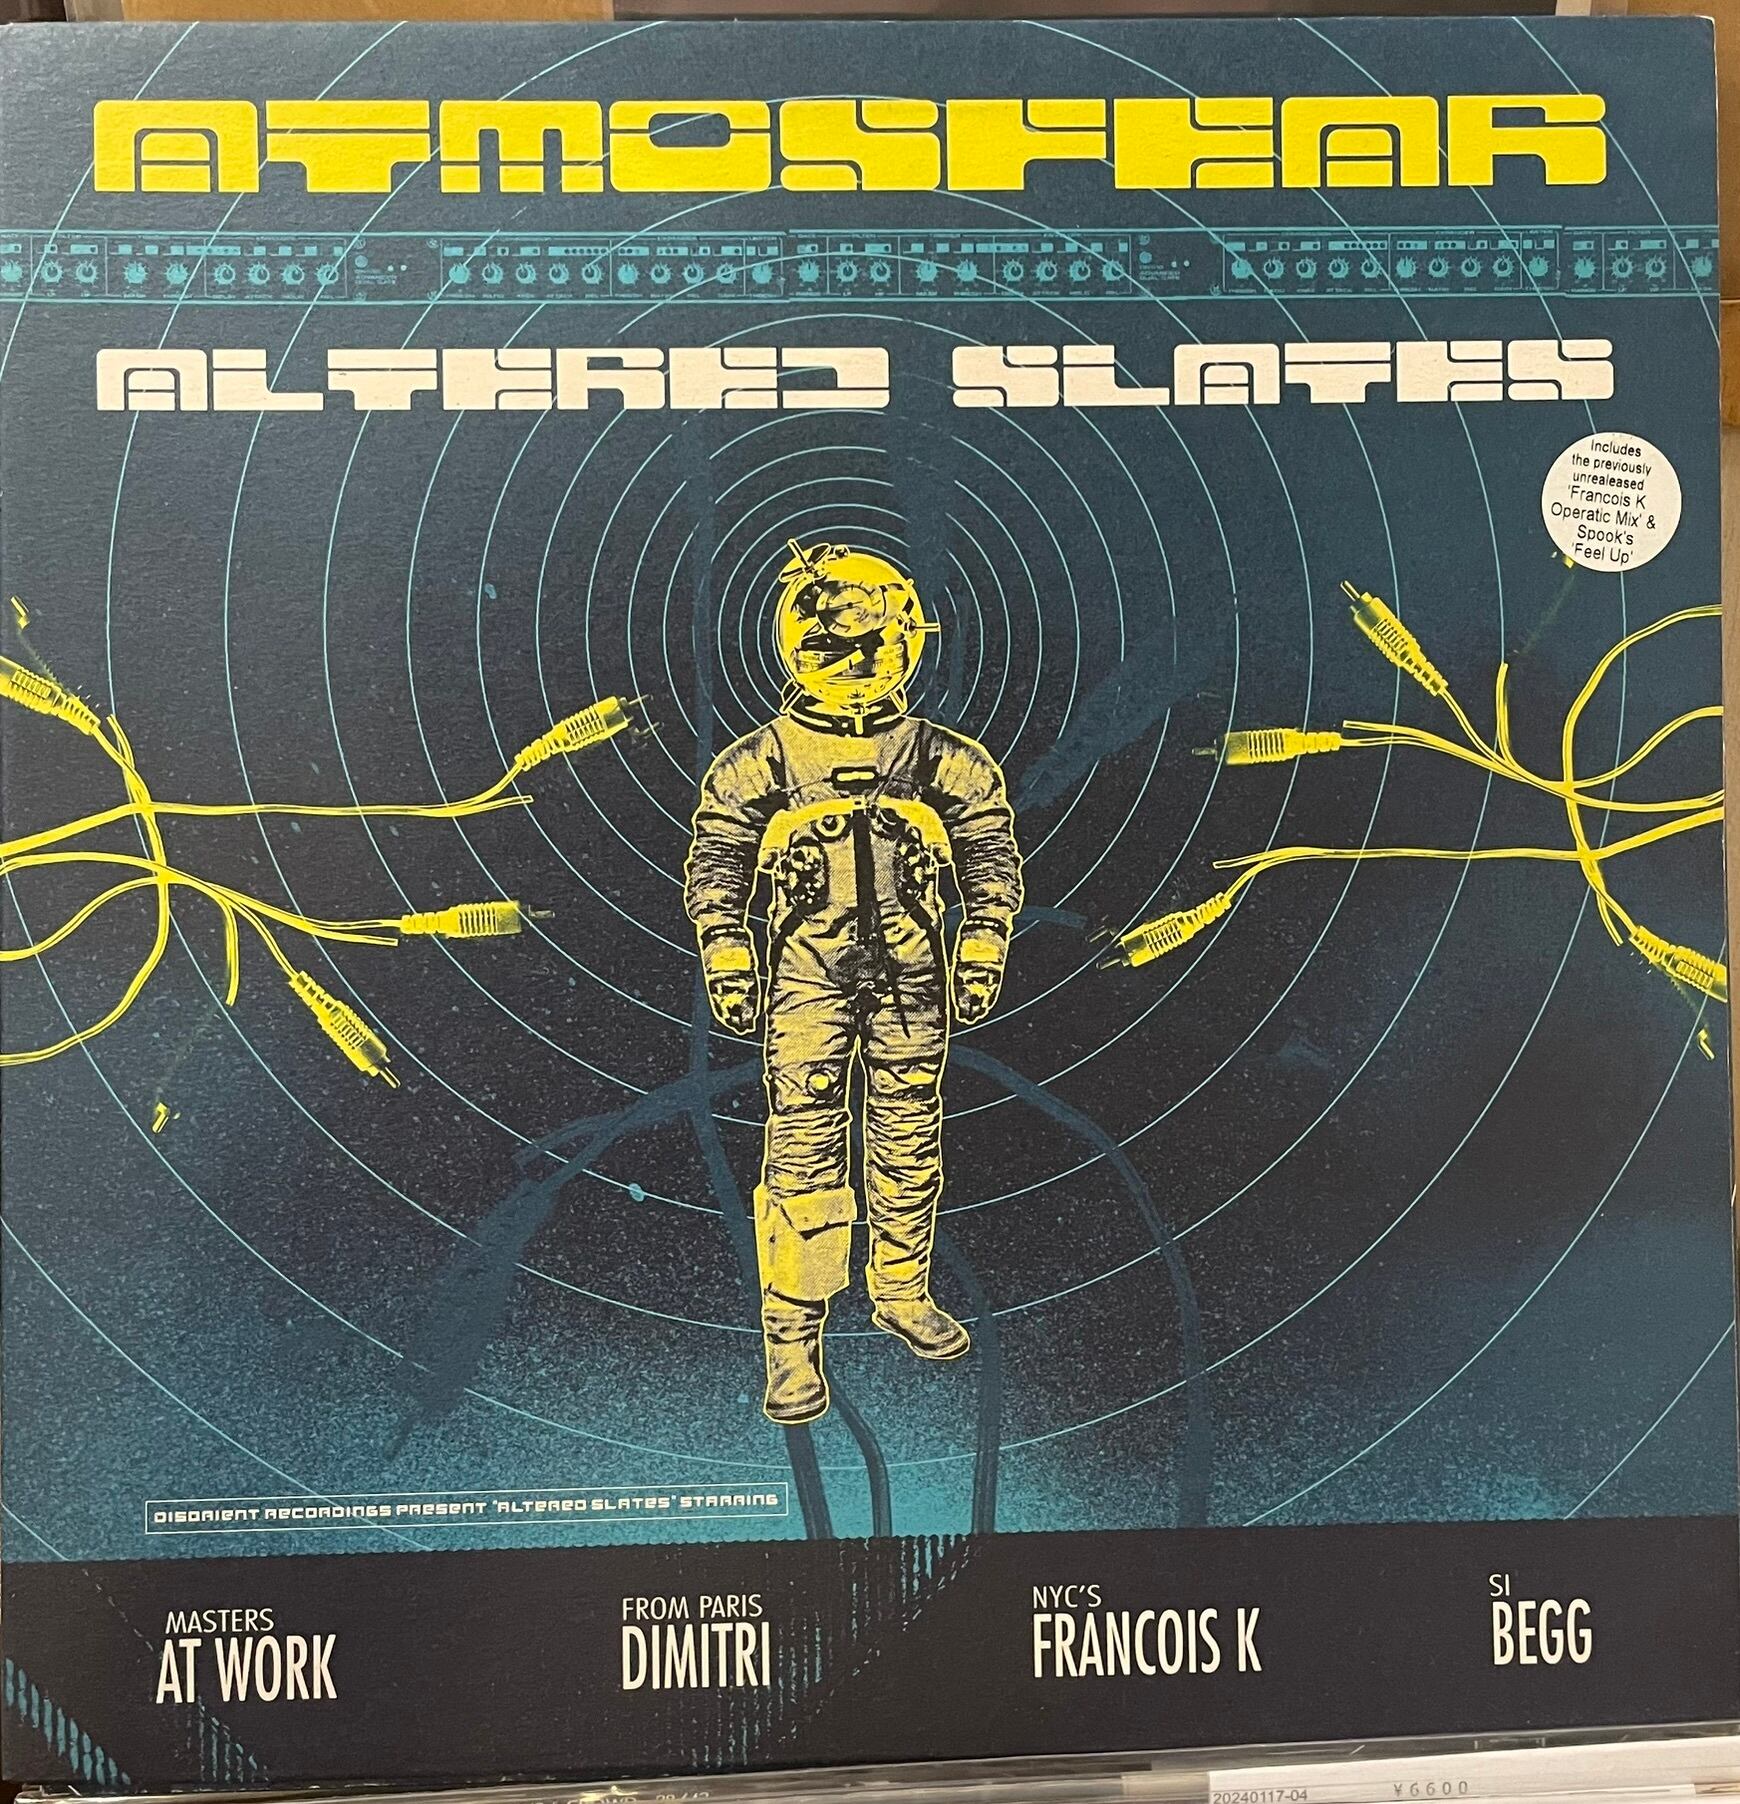 ATMOSFEAR
ALTERED SLATES
Includes
the previously
unrealeased
'Francois K
Operatic Mix' &
Spook's
'Feel Up'
DISORIENT RECORDINGS PRESENT "ALTERED SLATES" STARRING
MASTERS
AT WORK
FROM PARIS
DIMITRI
NYC'S
FRANCOIS K
SI
BEGG
20240117-04
¥6600